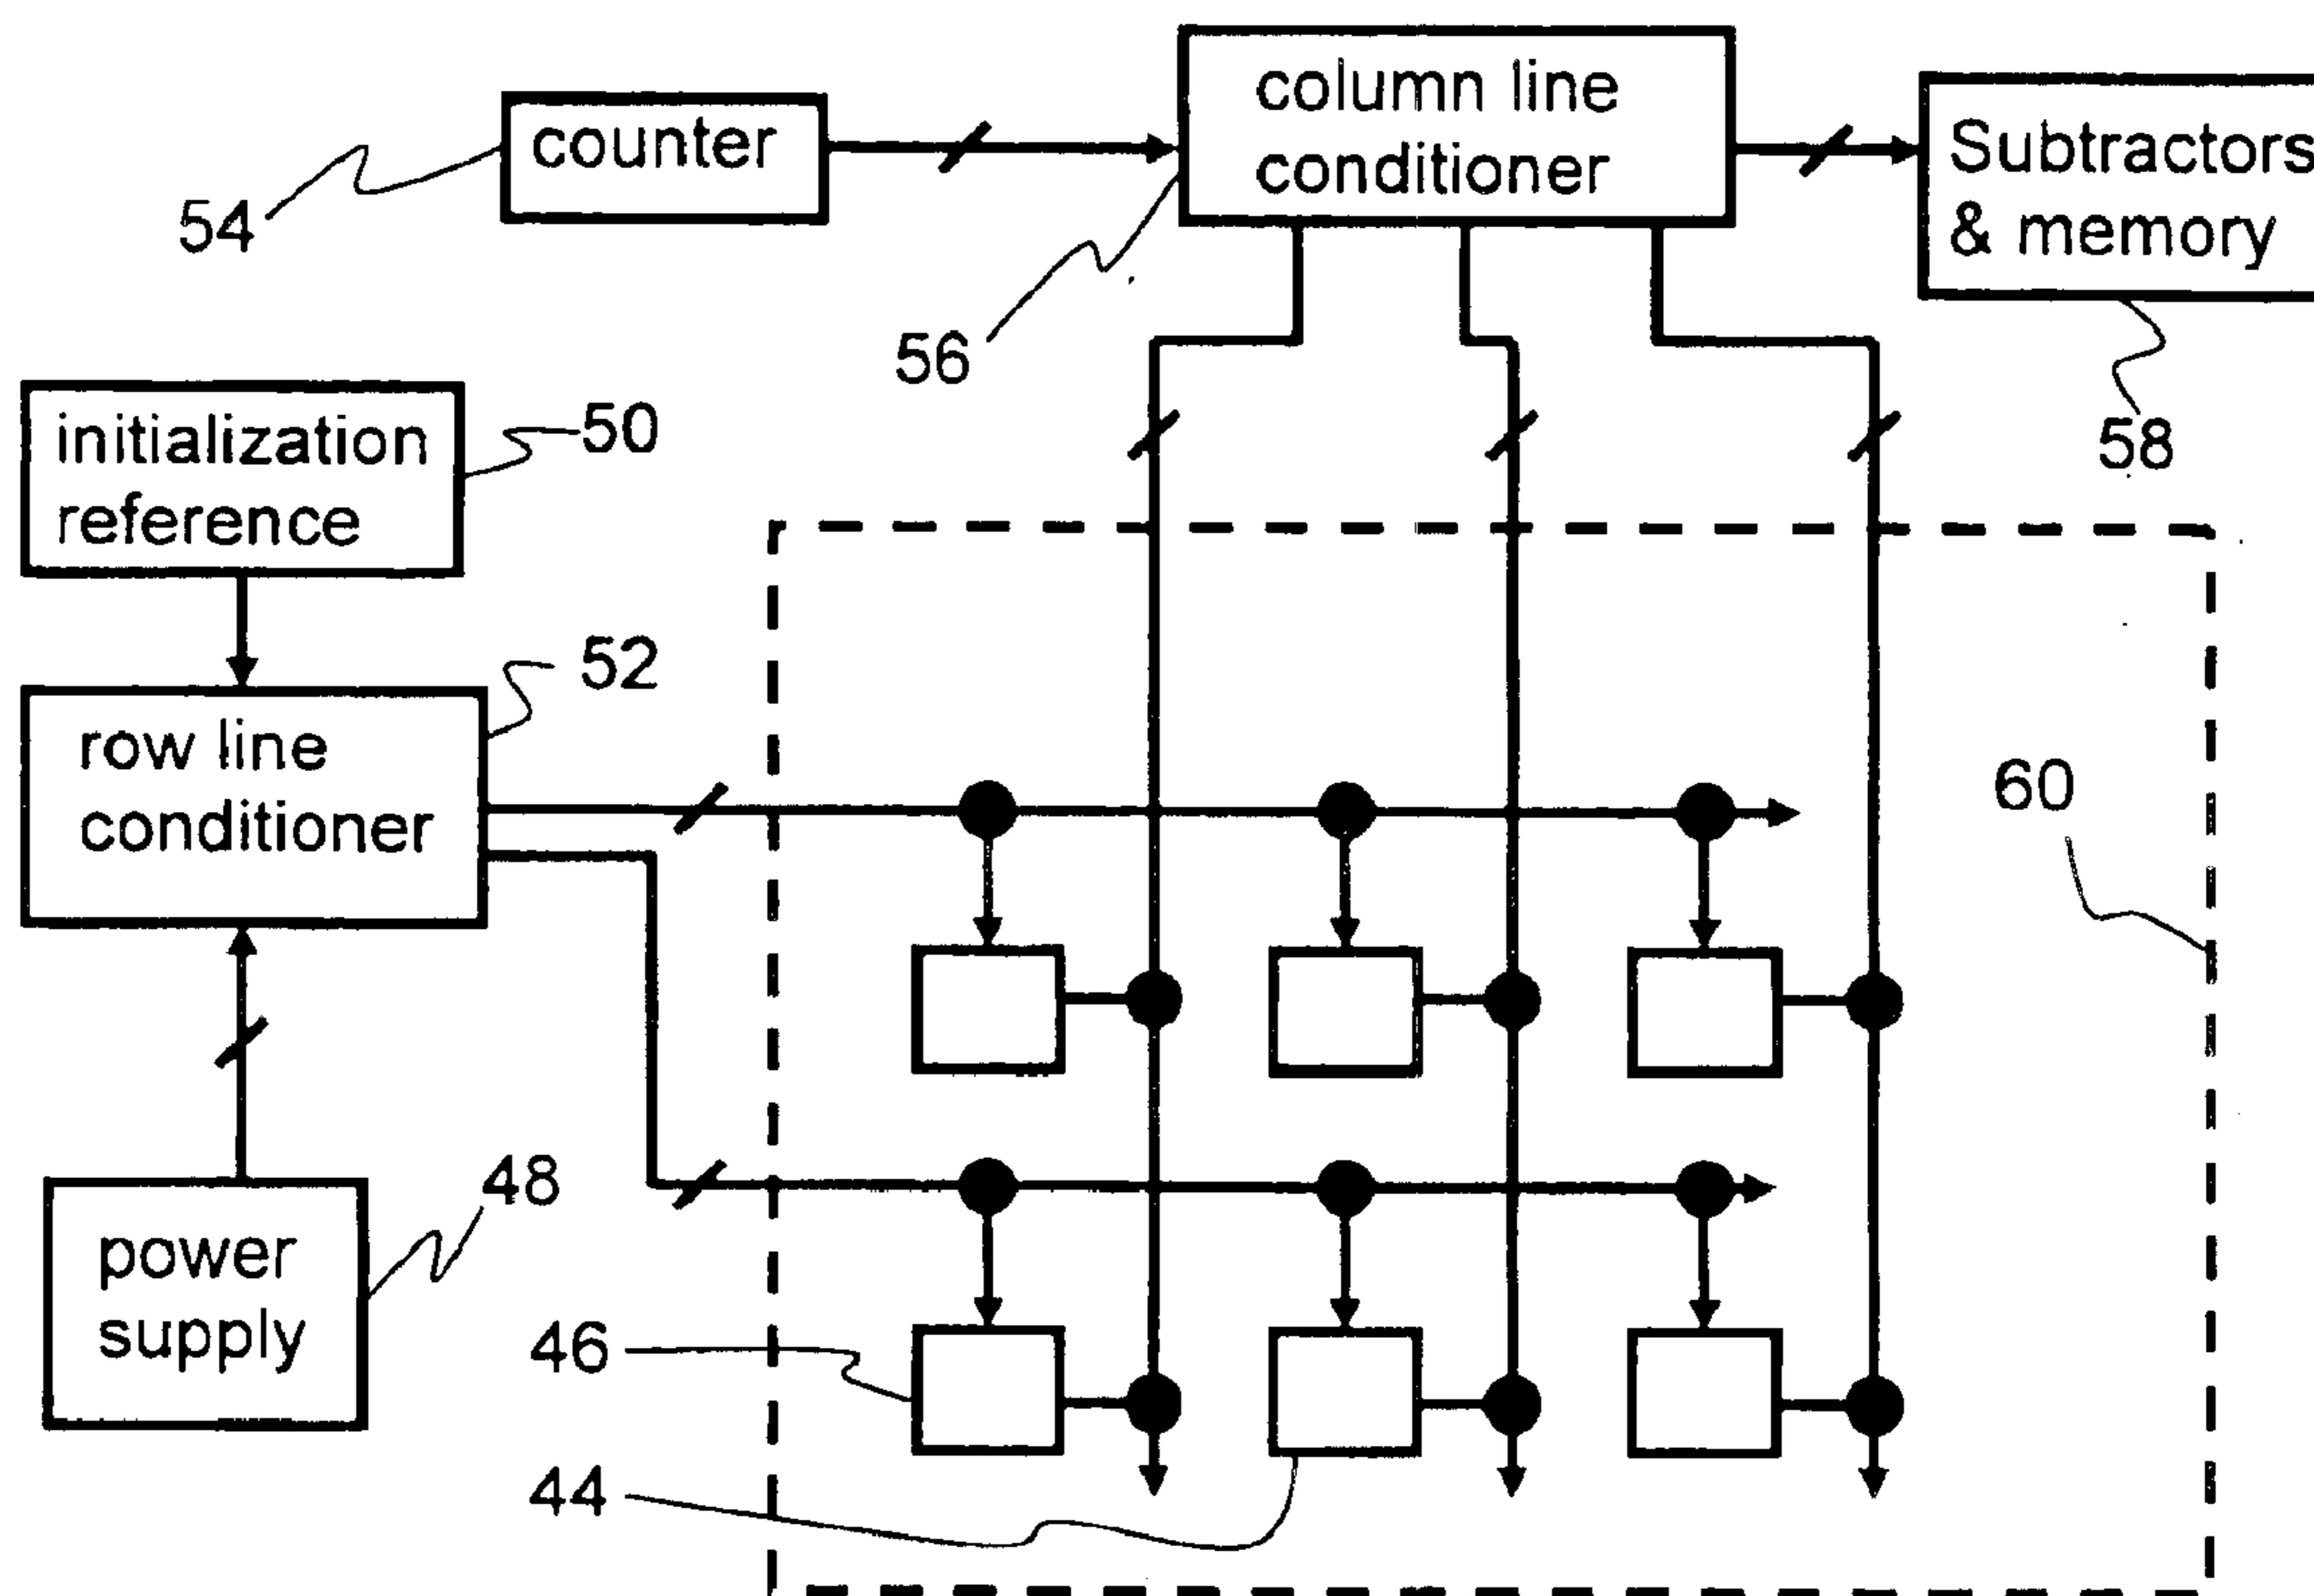 column line
conditioner
counter
Subtractors
& memory
54
56
58
initialization
reference
50
52
row line
conditioner
60
48
power
supply
46
44